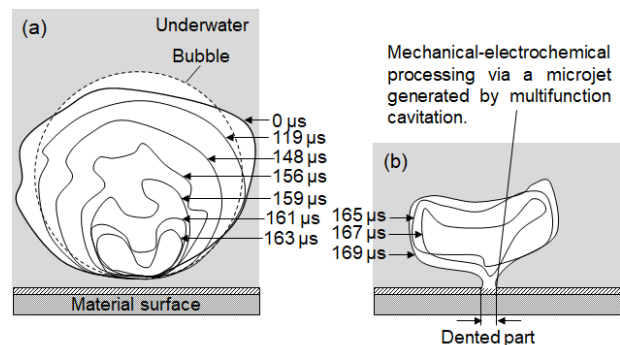 (a)
Underwater
Bubble
0 µs
119 µs
148 µs
156 µs
159 µs
161 µs
163 µs
Material surface
Mechanical-electrochemical
processing via a microjet
generated by multifunction
cavitation.
(b)
165 µs
167 µs
169 µs
Dented part